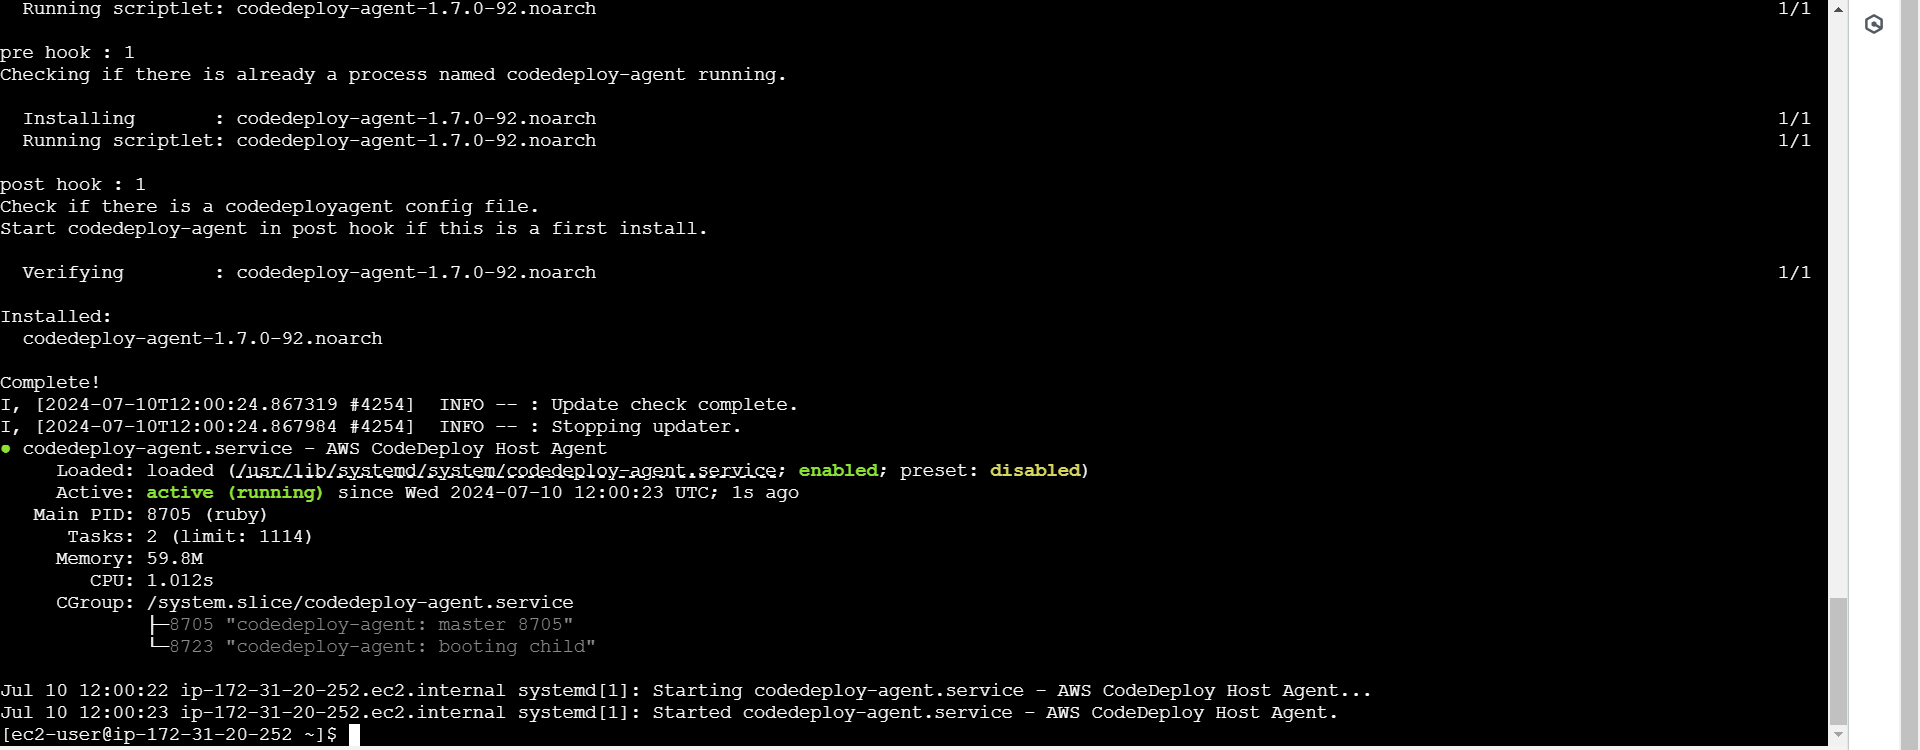 Running scriptlet: codedeploy-agent-1.7.0-92.noarch 1/1
pre hook : 1
Checking if there is already a process named codedeploy-agent running.
Installing : codedeploy-agent-1.7.0-92.noarch 1/1
Running scriptlet: codedeploy-agent-1.7.0-92.noarch 1/1
post hook : 1
Check if there is a codedeployagent config file.
Start codedeploy-agent in post hook if this is a first install.
Verifying : codedeploy-agent-1.7.0-92.noarch 1/1
Installed:
codedeploy-agent-1.7.0-92.noarch
Complete!
I, [2024-07-10T12:00:24.867319 #4254] INFO -- : Update check complete.
I, [2024-07-10T12:00:24.867984 #4254] INFO -- : Stopping updater.
● codedeploy-agent.service - AWS CodeDeploy Host Agent
Loaded: loaded (/usr/lib/systemd/system/codedeploy-agent.service; enabled; preset: disabled)
Active: active (running) since Wed 2024-07-10 12:00:23 UTC; 1s ago
Main PID: 8705 (ruby)
Tasks: 2 (limit: 1114)
Memory: 59.8M
CPU: 1.012s
CGroup: /system.slice/codedeploy-agent.service
├─8705 "codedeploy-agent: master 8705"
└─8723 "codedeploy-agent: booting child"
Jul 10 12:00:22 ip-172-31-20-252.ec2.internal systemd[1]: Starting codedeploy-agent.service - AWS CodeDeploy Host Agent...
Jul 10 12:00:23 ip-172-31-20-252.ec2.internal systemd[1]: Started codedeploy-agent.service - AWS CodeDeploy Host Agent.
[ec2-user@ip-172-31-20-252 ~]$